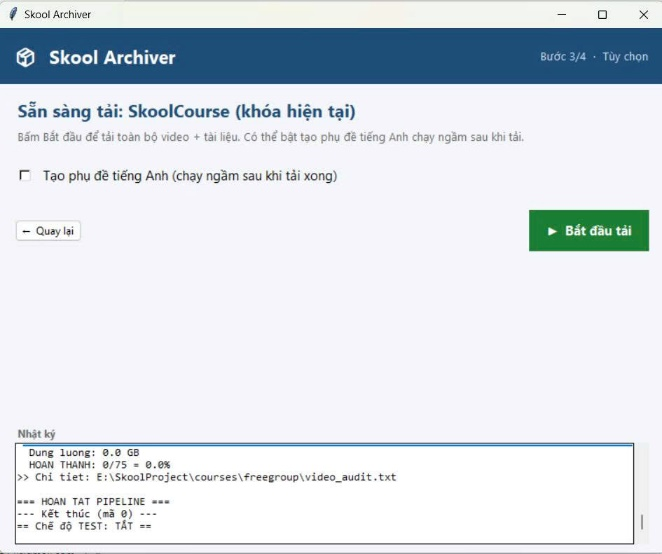 Skool Archiver
Skool Archiver
Bước 3/4 · Tùy chọn
Sẵn sàng tải: SkoolCourse (khóa hiện tại)
Bấm Bắt đầu để tải toàn bộ video + tài liệu. Có thể bật tạo phụ đề tiếng Anh chạy ngầm sau khi tải.
Tạo phụ đề tiếng Anh (chạy ngầm sau khi tải xong)
← Quay lại
► Bắt đầu tải
Nhật ký
Dung luong: 0.0 GB
HOAN THANH: 0/75 = 0.0%
>> Chi tiet: E:\SkoolProject\courses\freegroup\video_audit.txt
=== HOAN TAT PIPELINE ===
--- Kết thúc (mã 0) ---
== Chế độ TEST: TẮT ==